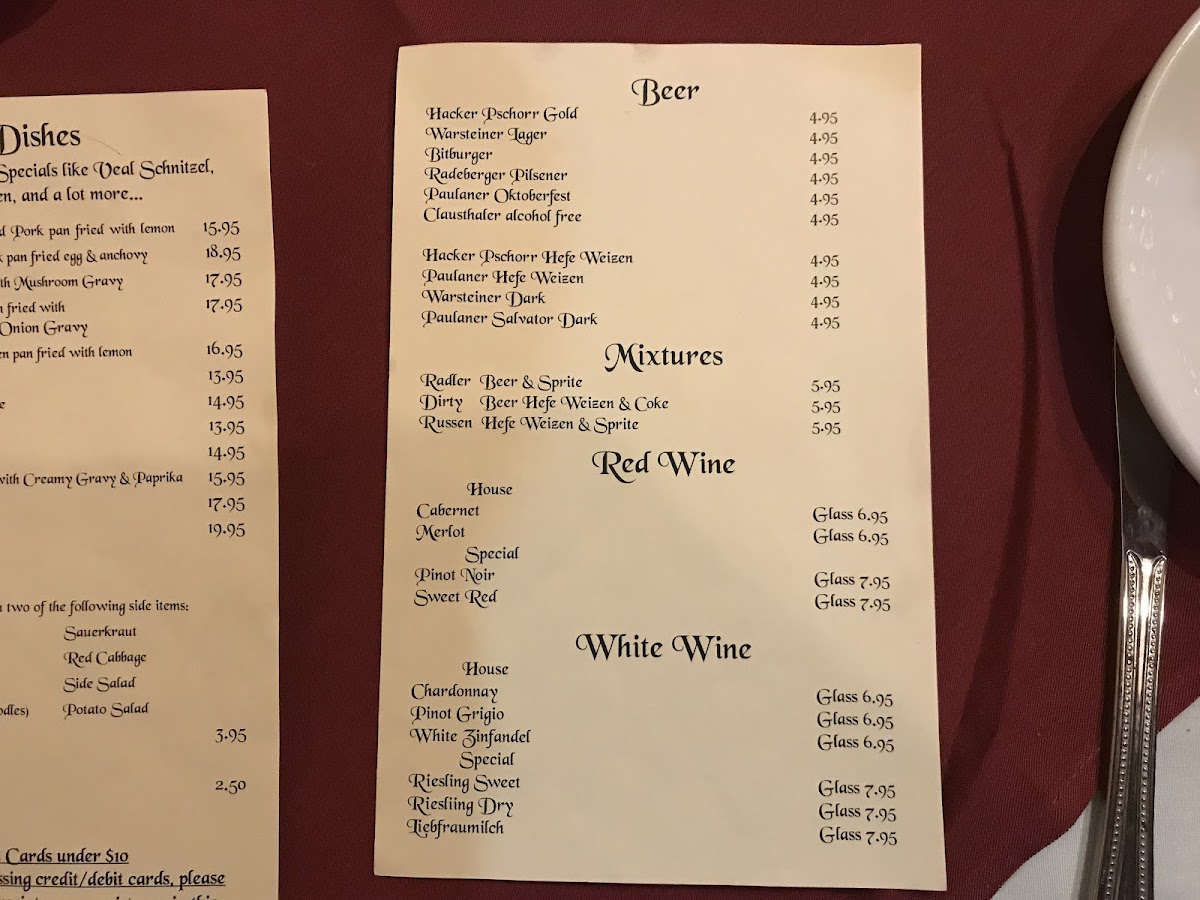 Dishes
Specials like Veal Schnitzel,
and a lot more...
Pork pan fried with lemon 15.95
pan fried egg & anchovy 18.95
Mushroom Gravy 17.95
fried with 17.95
Onion Gravy
pan fried with lemon 16.95
13.95
14.95
13.95
14.95
with Creamy Gravy & Paprika 15.95
17.95
19.95
two of the following side items:
Sauerkraut
Red Cabbage
Side Salad
Potato Salad
3.95
2.50
Cards under $10
credit/debit cards, please
Beer
Hacker Pschorr Gold 4.95
Warsteiner Lager 4.95
Bitburger 4.95
Radeberger Pilsener 4.95
Paulaner Oktoberfest 4.95
Clausthaler alcohol free 4.95
Hacker Pschorr Hefe Weizen 4.95
Paulaner Hefe Weizen 4.95
Warsteiner Dark 4.95
Paulaner Salvator Dark 4.95
Mixtures
Radler Beer & Sprite 5.95
Dirty Beer Hefe Weizen & Coke 5.95
Russen Hefe Weizen & Sprite 5.95
Red Wine
House
Cabernet Glass 6.95
Merlot Glass 6.95
Special
Pinot Noir Glass 7.95
Sweet Red Glass 7.95
White Wine
House
Chardonnay Glass 6.95
Pinot Grigio Glass 6.95
White Zinfandel Glass 6.95
Special
Riesling Sweet Glass 7.95
Riesliing Dry Glass 7.95
Liebfraumilch Glass 7.95